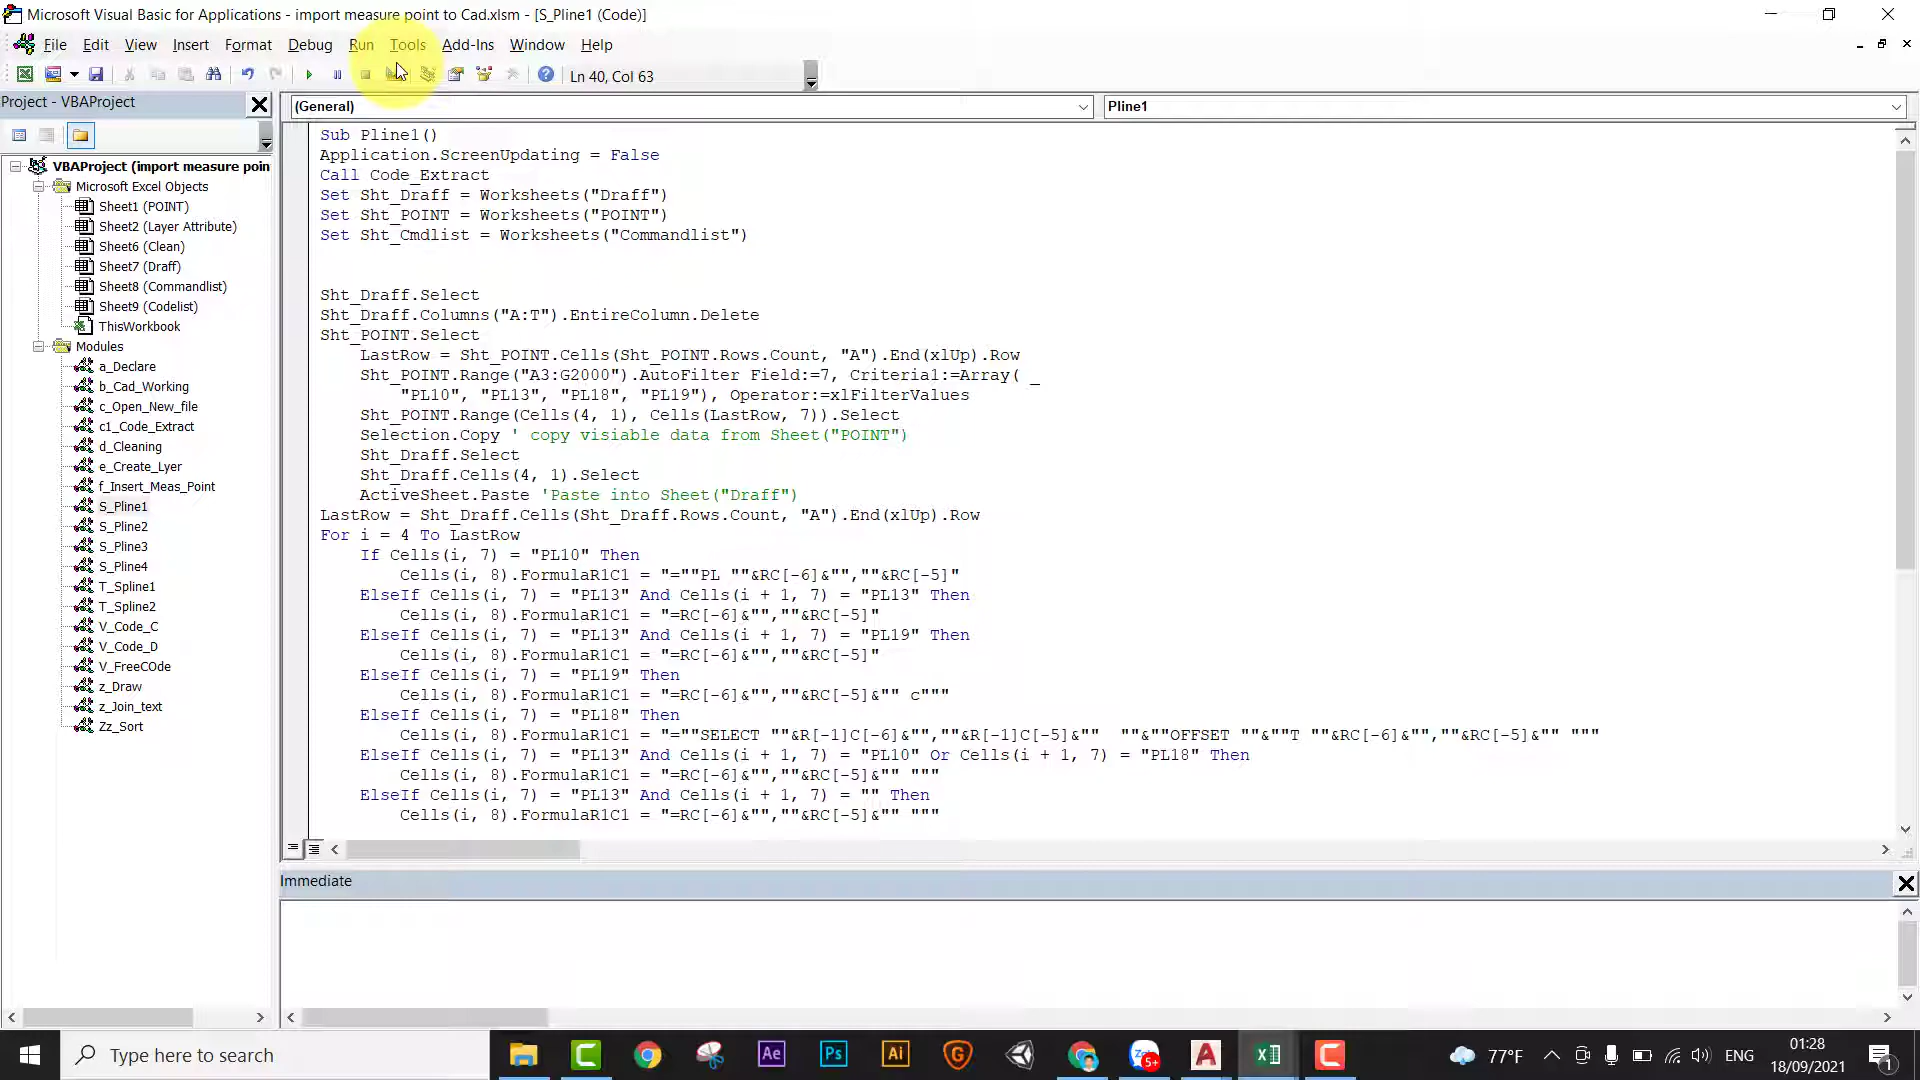 Microsoft Visual Basic for Applications - import measure point to Cad.xlsm - [S_Pline1 (Code)]
File Edit View Insert Format Debug Run Tools Add-Ins Window Help
Ln 40, Col 63
Project - VBAProject
(General)
Pline1
VBAProject (import measure poin
Microsoft Excel Objects
Sheet1 (POINT)
Sheet2 (Layer Attribute)
Sheet6 (Clean)
Sheet7 (Draff)
Sheet8 (Commandlist)
Sheet9 (Codelist)
ThisWorkbook
Modules
a_Declare
b_Cad_Working
c_Open_New_file
c1_Code_Extract
d_Cleaning
e_Create_Lyer
f_Insert_Meas_Point
S_Pline1
S_Pline2
S_Pline3
S_Pline4
T_Spline1
T_Spline2
V_Code_C
V_Code_D
V_FreeCOde
z_Draw
z_Join_text
Zz_Sort
Sub Pline1()
Application.ScreenUpdating = False
Call Code_Extract
Set Sht_Draff = Worksheets("Draff")
Set Sht_POINT = Worksheets("POINT")
Set Sht_Cmdlist = Worksheets("Commandlist")
Sht_Draff.Select
Sht_Draff.Columns("A:T").EntireColumn.Delete
Sht_POINT.Select
LastRow = Sht_POINT.Cells(Sht_POINT.Rows.Count, "A").End(xlUp).Row
Sht_POINT.Range("A3:G2000").AutoFilter Field:=7, Criteria1:=Array( _
"PL10", "PL13", "PL18", "PL19"), Operator:=xlFilterValues
Sht_POINT.Range(Cells(4, 1), Cells(LastRow, 7)).Select
Selection.Copy ' copy visiable data from Sheet("POINT")
Sht_Draff.Select
Sht_Draff.Cells(4, 1).Select
ActiveSheet.Paste 'Paste into Sheet("Draff")
LastRow = Sht_Draff.Cells(Sht_Draff.Rows.Count, "A").End(xlUp).Row
For i = 4 To LastRow
If Cells(i, 7) = "PL10" Then
Cells(i, 8).FormulaR1C1 = "=""PL ""&RC[-6]&"",""&RC[-5]"
ElseIf Cells(i, 7) = "PL13" And Cells(i + 1, 7) = "PL13" Then
Cells(i, 8).FormulaR1C1 = "=RC[-6]&"",""&RC[-5]"
ElseIf Cells(i, 7) = "PL13" And Cells(i + 1, 7) = "PL19" Then
Cells(i, 8).FormulaR1C1 = "=RC[-6]&"",""&RC[-5]"
ElseIf Cells(i, 7) = "PL19" Then
Cells(i, 8).FormulaR1C1 = "=RC[-6]&"",""&RC[-5]&"" c"""
ElseIf Cells(i, 7) = "PL18" Then
Cells(i, 8).FormulaR1C1 = "=""SELECT ""&R[-1]C[-6]&"",""&R[-1]C[-5]&""  ""&""OFFSET ""&""T ""&RC[-6]&"",""&RC[-5]&"" """
ElseIf Cells(i, 7) = "PL13" And Cells(i + 1, 7) = "PL10" Or Cells(i + 1, 7) = "PL18" Then
Cells(i, 8).FormulaR1C1 = "=RC[-6]&"",""&RC[-5]&"" """
ElseIf Cells(i, 7) = "PL13" And Cells(i + 1, 7) = "" Then
Cells(i, 8).FormulaR1C1 = "=RC[-6]&"",""&RC[-5]&"" """
Immediate
Type here to search
Ae
Ps
Ai
5+
77°F
ENG
01:28
18/09/2021
1